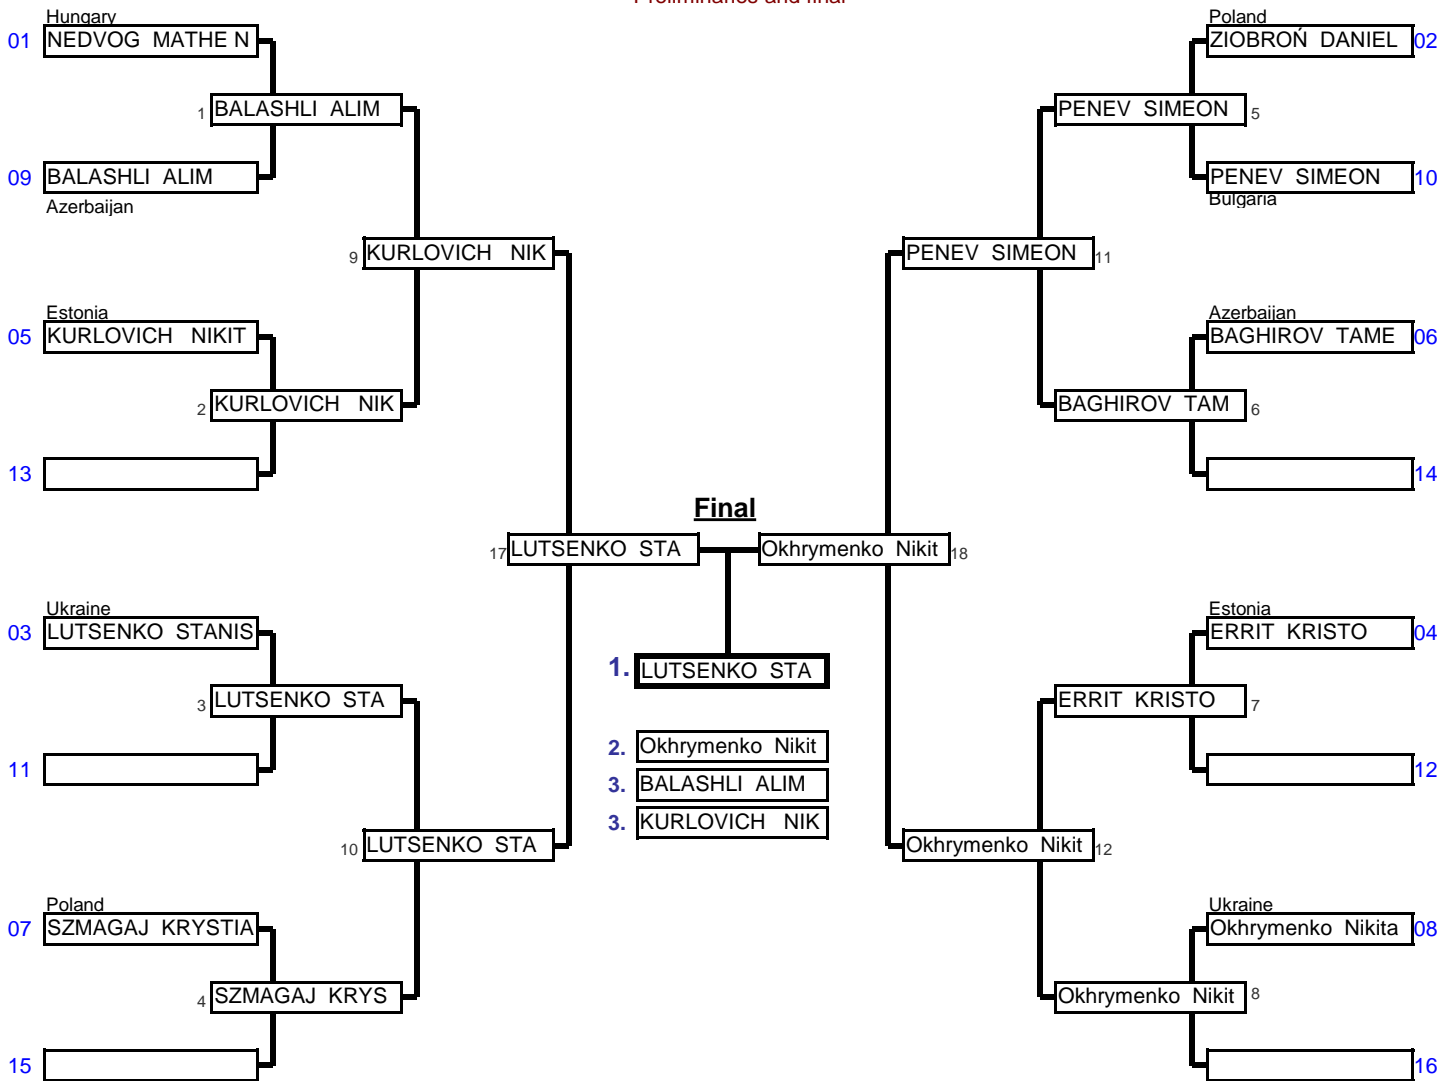 Preliminaries and final
Hungary
01 NEDVOG MATHE N
1 BALASHLI ALIM
09 BALASHLI ALIM
Azerbaijan
9 KURLOVICH NIK
Estonia
05 KURLOVICH NIKIT
2 KURLOVICH NIK
13
17 LUTSENKO STA
Ukraine
03 LUTSENKO STANIS
3 LUTSENKO STA
11
10 LUTSENKO STA
Poland
07 SZMAGAJ KRYSTIA
4 SZMAGAJ KRYS
15
Final
1. LUTSENKO STA
2. Okhrymenko Nikit
3. BALASHLI ALIM
3. KURLOVICH NIK
Poland
ZIOBROŃ DANIEL 02
PENEV SIMEON 5
PENEV SIMEON 10
Bulgaria
PENEV SIMEON 11
Azerbaijan
BAGHIROV TAME 06
BAGHIROV TAM 6
14
Okhrymenko Nikit 18
Estonia
ERRIT KRISTO 04
ERRIT KRISTO 7
12
Okhrymenko Nikit 12
Ukraine
Okhrymenko Nikita 08
Okhrymenko Nikit 8
16